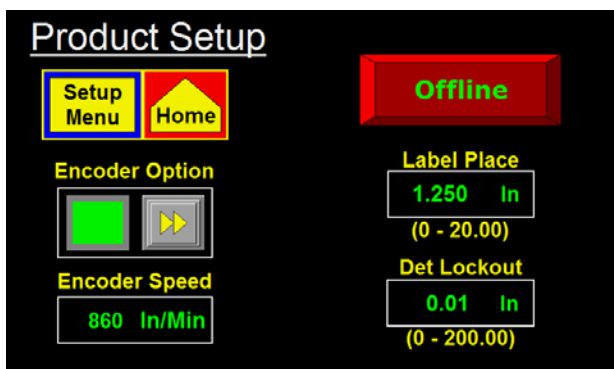 Product Setup
Setup
Menu
Home
Offline
Encoder Option
Label Place
1.250 In
(0 - 20.00)
Encoder Speed
860 In/Min
Det Lockout
0.01 In
(0 - 200.00)